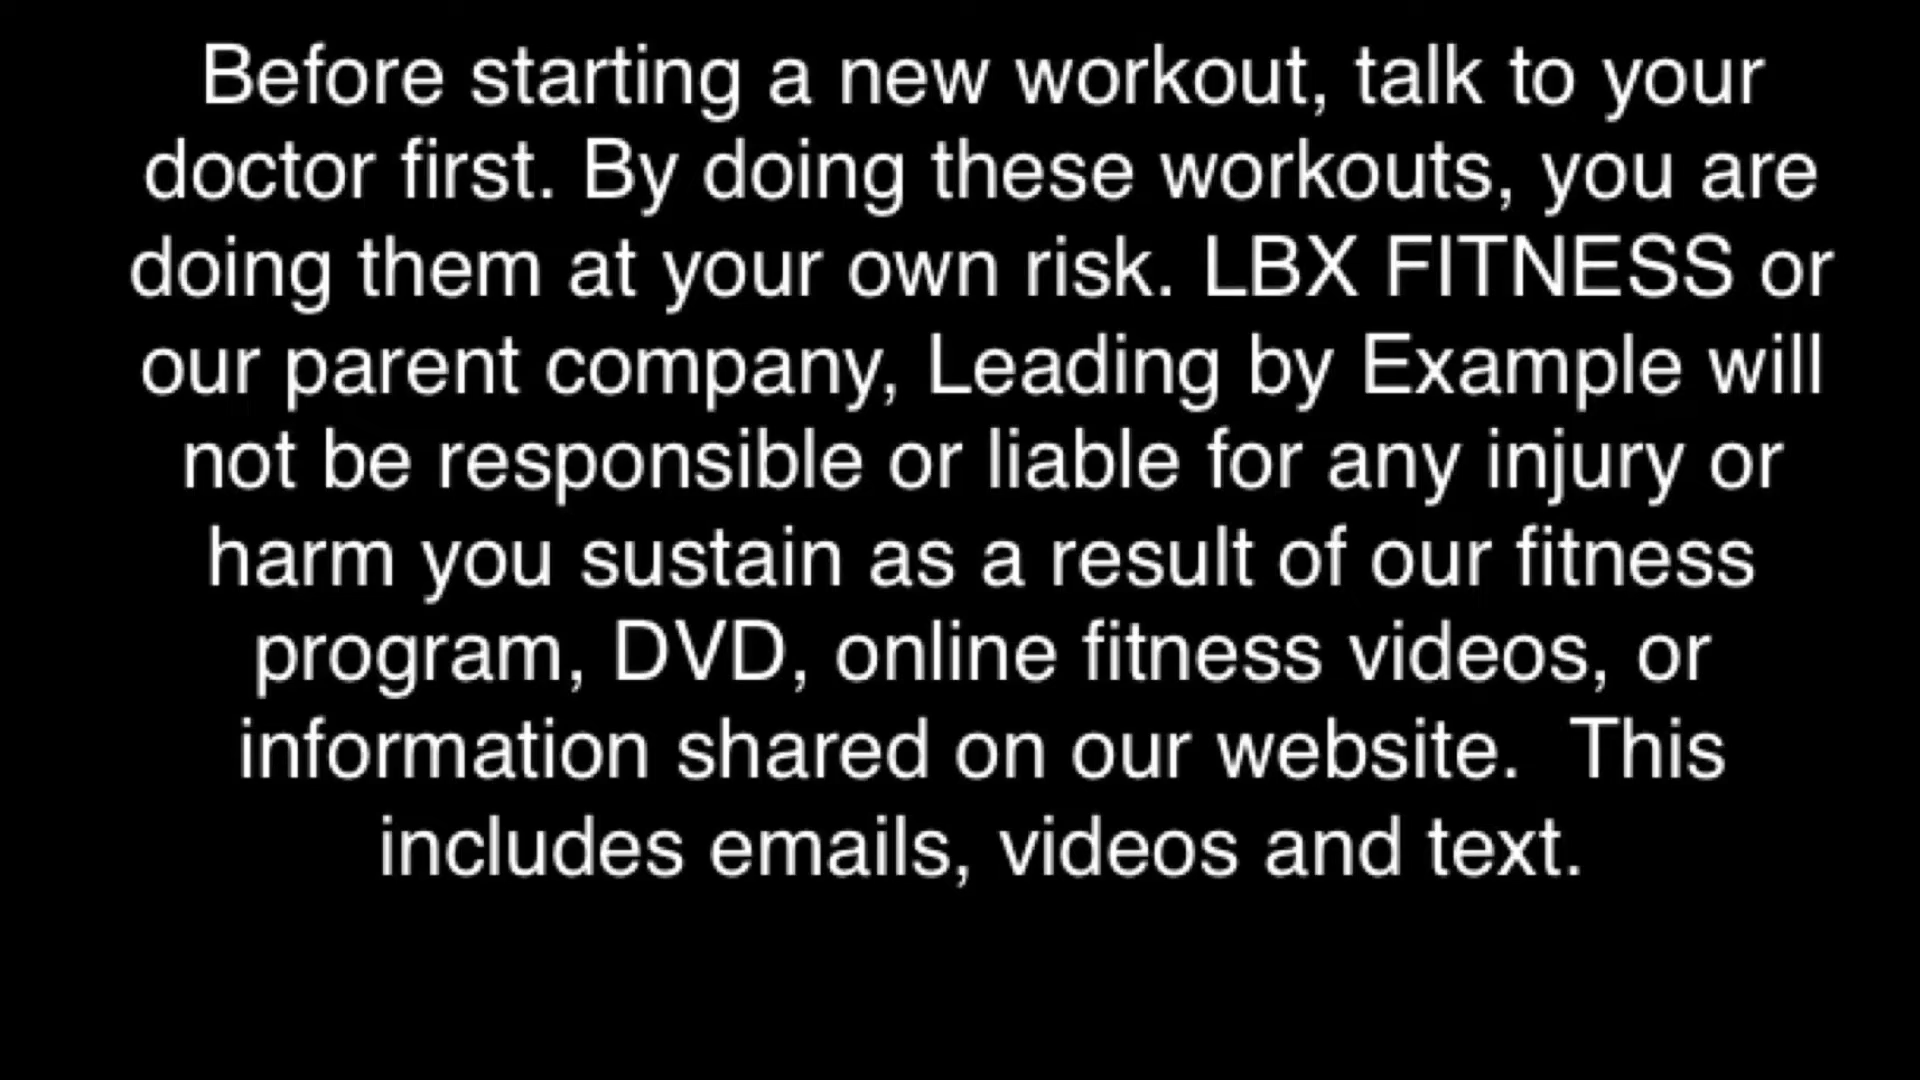 Before starting a new workout, talk to your
doctor first. By doing these workouts, you are
doing them at your own risk. LBX FITNESS or
our parent company, Leading by Example will
not be responsible or liable for any injury or
harm you sustain as a result of our fitness
program, DVD, online fitness videos, or
information shared on our website.  This
includes emails, videos and text.